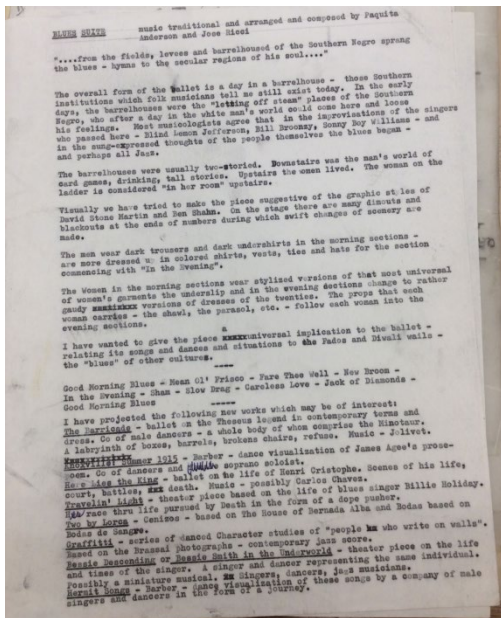 BLUES SUITE music traditional and arranged and composed by Paquita
Anderson and Jose Ricci
"....from the fields, levees and barrelhoused of the Southern Negro sprang
the blues - hymns to the secular regions of his soul...."
The overall form of the ballet is a day in a barrelhouse - those Southern
institutions which folk musicians tell me still exist today. In the early
days, the barrelhouses were the "letting off steam" places of the Southern
Negro, who after a day in the white man's world could come here and loose
his feelings. Most musicologists agree that in the improvisations of the singers
who passed here - Blind Lemon Jefferson, Bill Broonzy, Sonny Boy Williams - and
in the sung-expressed thoughts of the people themselves the blues began -
and perhaps all Jazz.
The barrelhouses were usually two-storied. Downstairs was the man's world of
card games, drinking, tall stories. Upstairs the women lived. The woman on the
ladder is considered "in her room" upstairs.
Visually we have tried to make the piece suggestive of the graphic styles of
David Stone Martin and Ben Shahn. On the stage there are many dimouts and
blackouts at the ends of numbers during which swift changes of scenery are
made.
The men wear dark trousers and dark undershirts in the morning sections -
are more dressed up in colored shirts, vests, ties and hats for the section
commencing with "In the Evening".
The Women in the morning sections wear stylized versions of that most universal
of women's garments the underslip and in the evening sections change to rather
gaudy versions of dresses of the twenties. The props that each
woman carries - the shawl, the parasol, etc. - follow each woman into the
evening sections.
a
I have wanted to give the piece universal implication to the ballet -
relating its songs and dances and situations to the Fados and Diwali wails -
the "blues" of other cultures.
-----
Good Morning Blues - Mean Ol' Frisco - Fare Thee Well - New Broom -
In the Evening - Sham - Slow Drag - Careless Love - Jack of Diamonds -
Good Morning Blues -----
I have projected the following new works which may be of interest:
The Barricade - ballet on the Theseus legend in contemporary terms and
dress. Co of male dancers - a whole body of whom comprise the Minotaur.
A labyrinth of boxes, barrels, brokens chairs, refuse. Music - Jolivet.
Knoxville: Summer 1915 - Barber - dance visualization of James Agee's prose-
poem. Co of dancers and soprano soloist.
Here Lies the King - ballet on the life of Henri Christophe. Scenes of his life,
court, battles, death. Music - possibly Carlos Chavez.
Travelin' Light - theater piece based on the life of blues singer Billie Holiday.
race thru life pursued by Death in the form of a dope pusher.
Two by Lorca - Cenizas - based on The House of Bernada Alba and Bodas based on
Bodas de Sangre.
Graffitti - series of danced Character studies of "people who write on walls".
Based on the Brassai photographs - contemporary jazz score.
Bessie Descending or Bessie Smith in the Underworld - theater piece on the life
and times of the singer. A singer and dancer representing the same individual.
Possibly a miniature musical. Singers, dancers, jazz musicians.
Hermit Songs - Barber - dance visualization of these songs by a company of male
singers and dancers in the form of a journey.